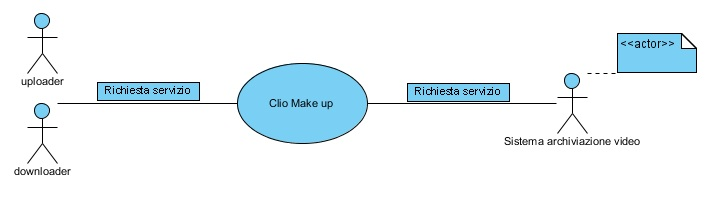 <<actor>>
uploader
Richiesta servizio
Clio Make up
Richiesta servizio
Sistema archiviazione video
downloader